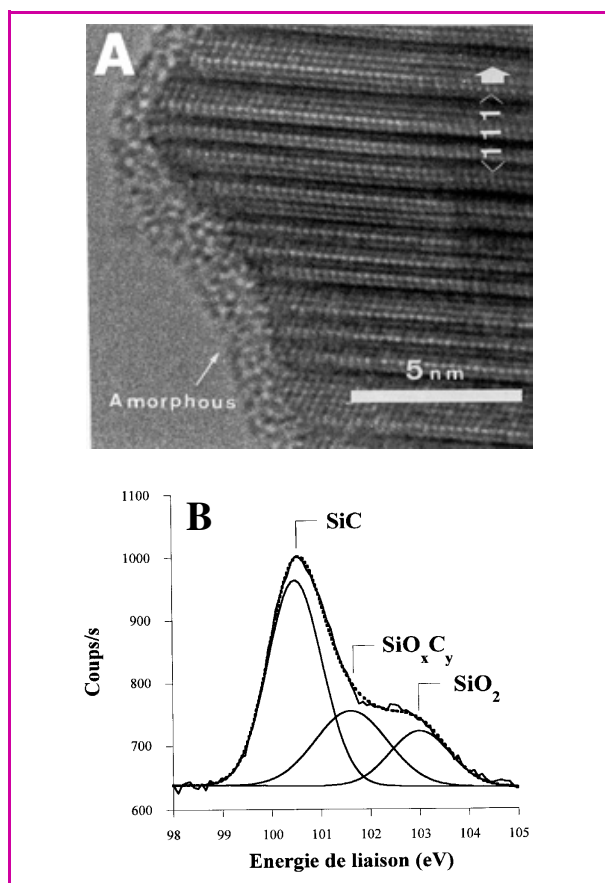 A
<111>
5 nm
Amorphous
B
SiC
SiOxCy
SiO2
Coups/s
1100
1000
900
800
700
600
98 99 100 101 102 103 104 105
Energie de liaison (eV)